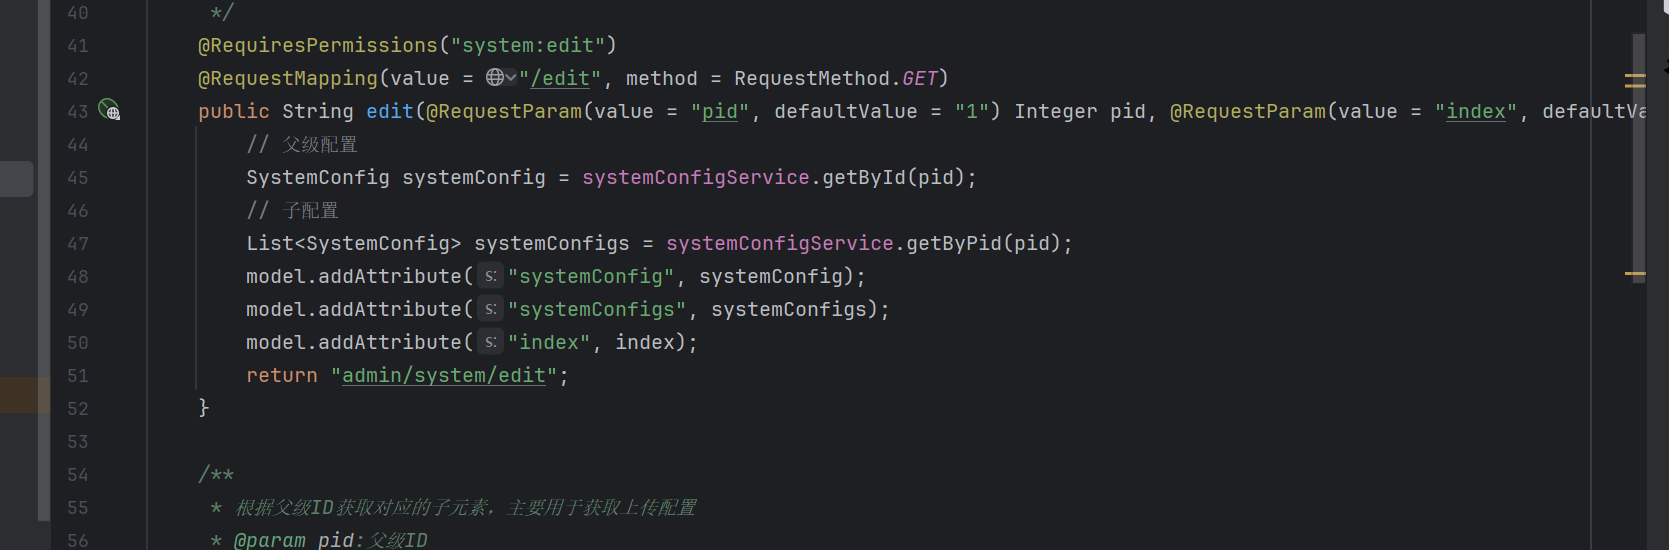 40 */
41 @RequiresPermissions("system:edit")
42 @RequestMapping(value = "/edit", method = RequestMethod.GET)
43 public String edit(@RequestParam(value = "pid", defaultValue = "1") Integer pid, @RequestParam(value = "index", defaultVa
44 // 父级配置
45 SystemConfig systemConfig = systemConfigService.getById(pid);
46 // 子配置
47 List<SystemConfig> systemConfigs = systemConfigService.getByPid(pid);
48 model.addAttribute( s: "systemConfig", systemConfig);
49 model.addAttribute( s: "systemConfigs", systemConfigs);
50 model.addAttribute( s: "index", index);
51 return "admin/system/edit";
52 }
53
54 /**
55 * 根据父级ID获取对应的子元素，主要用于获取上传配置
56 * @param pid:父级ID